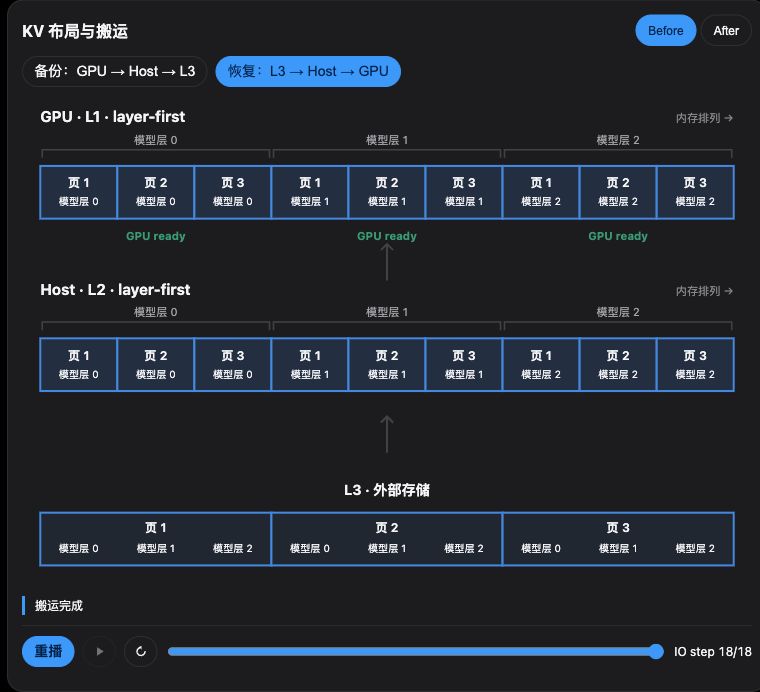 KV 布局与搬运
Before After
备份：GPU → Host → L3 恢复：L3 → Host → GPU
GPU · L1 · layer-first 内存排列 →
模型层 0 模型层 1 模型层 2
页 1 页 2 页 3 页 1 页 2 页 3 页 1 页 2 页 3
模型层 0 模型层 0 模型层 0 模型层 1 模型层 1 模型层 1 模型层 2 模型层 2 模型层 2
GPU ready GPU ready GPU ready
Host · L2 · layer-first 内存排列 →
模型层 0 模型层 1 模型层 2
页 1 页 2 页 3 页 1 页 2 页 3 页 1 页 2 页 3
模型层 0 模型层 0 模型层 0 模型层 1 模型层 1 模型层 1 模型层 2 模型层 2 模型层 2
L3 · 外部存储
页 1 页 2 页 3
模型层 0 模型层 1 模型层 2 模型层 0 模型层 1 模型层 2 模型层 0 模型层 1 模型层 2
搬运完成
重播 IO step 18/18